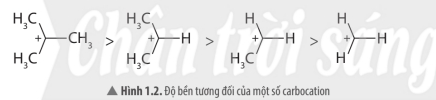 H₃C H₃C H H
+ CH₃ > + H > + H > + H
H₃C H₃C H₃C H
Chân trời sáng
▲ Hình 1.2. Độ bền tương đối của một số carbocation